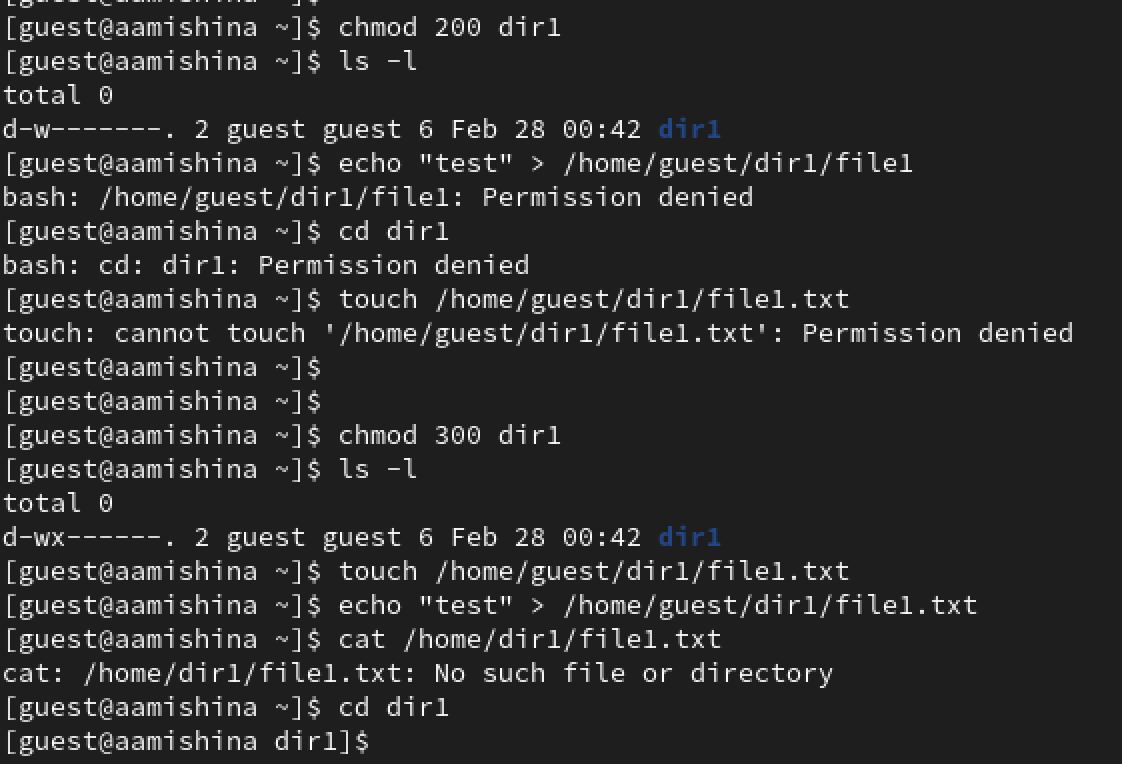 [guest@aamishina ~]$ chmod 200 dir1
[guest@aamishina ~]$ ls -l
total 0
d-w-------. 2 guest guest 6 Feb 28 00:42 dir1
[guest@aamishina ~]$ echo "test" > /home/guest/dir1/file1
bash: /home/guest/dir1/file1: Permission denied
[guest@aamishina ~]$ cd dir1
bash: cd: dir1: Permission denied
[guest@aamishina ~]$ touch /home/guest/dir1/file1.txt
touch: cannot touch '/home/guest/dir1/file1.txt': Permission denied
[guest@aamishina ~]$
[guest@aamishina ~]$
[guest@aamishina ~]$ chmod 300 dir1
[guest@aamishina ~]$ ls -l
total 0
d-wx------. 2 guest guest 6 Feb 28 00:42 dir1
[guest@aamishina ~]$ touch /home/guest/dir1/file1.txt
[guest@aamishina ~]$ echo "test" > /home/guest/dir1/file1.txt
[guest@aamishina ~]$ cat /home/dir1/file1.txt
cat: /home/dir1/file1.txt: No such file or directory
[guest@aamishina ~]$ cd dir1
[guest@aamishina dir1]$